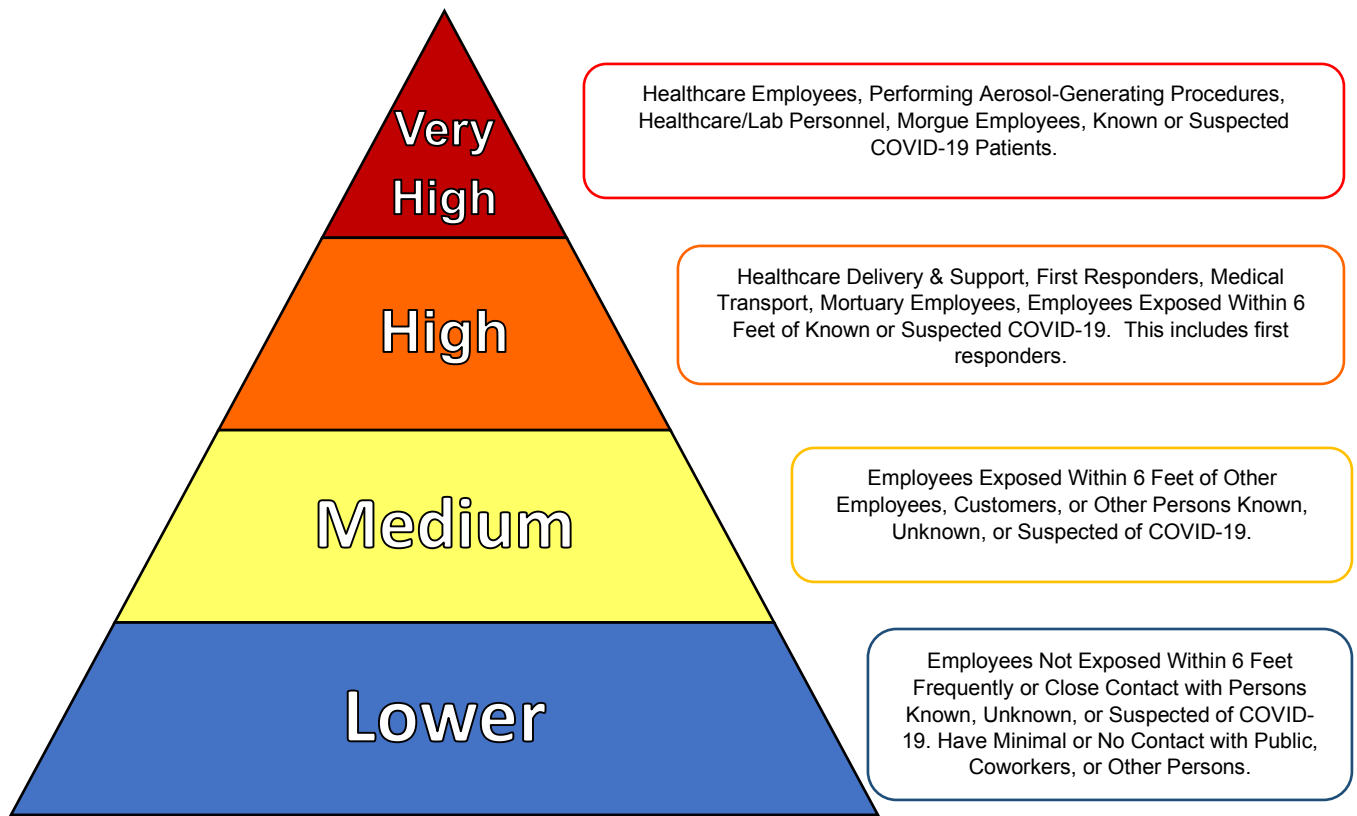 Very
High
Healthcare Employees, Performing Aerosol-Generating Procedures,
Healthcare/Lab Personnel, Morgue Employees, Known or Suspected
COVID-19 Patients.
High
Healthcare Delivery & Support, First Responders, Medical
Transport, Mortuary Employees, Employees Exposed Within 6
Feet of Known or Suspected COVID-19.  This includes first
responders.
Medium
Employees Exposed Within 6 Feet of Other
Employees, Customers, or Other Persons Known,
Unknown, or Suspected of COVID-19.
Lower
Employees Not Exposed Within 6 Feet
Frequently or Close Contact with Persons
Known, Unknown, or Suspected of COVID-
19. Have Minimal or No Contact with Public,
Coworkers, or Other Persons.